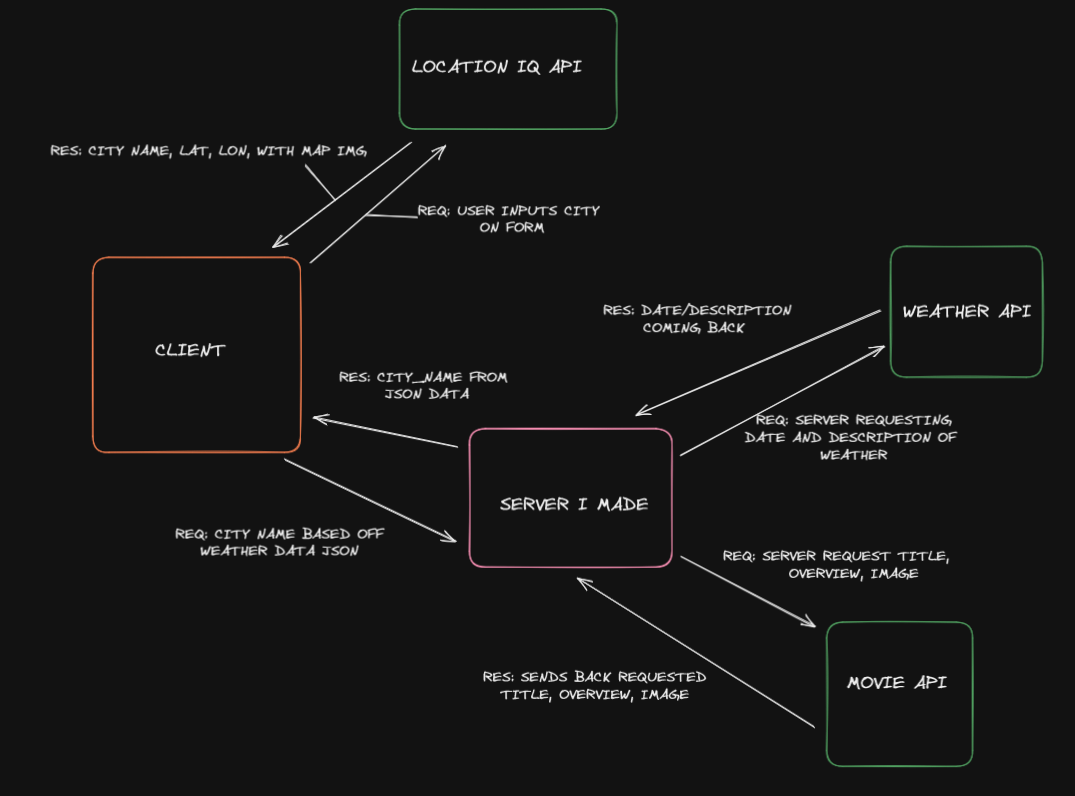 LOCATION IQ API
RES: CITY NAME, LAT, LON, WITH MAP IMG
REQ: USER INPUTS CITY
ON FORM
CLIENT
RES: DATE/DESCRIPTION
COMING BACK
WEATHER API
RES: CITY_NAME FROM
JSON DATA
REQ: SERVER REQUESTING
DATE AND DESCRIPTION OF
WEATHER
SERVER I MADE
REQ: CITY NAME BASED OFF
WEATHER DATA JSON
REQ: SERVER REQUEST TITLE,
OVERVIEW, IMAGE
RES: SENDS BACK REQUESTED
TITLE, OVERVIEW, IMAGE
MOVIE API